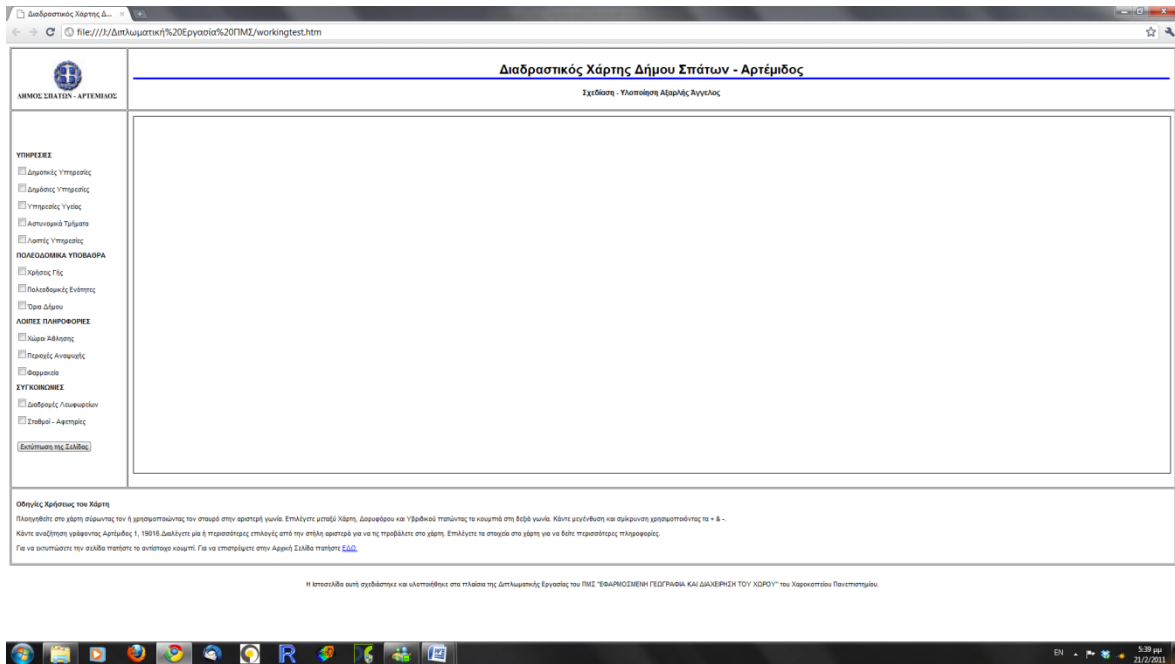 Διαδραστικός Χάρτης Δ...
file:///J:/Διπλωματική%20Εργασία%20ΠΜΣ/workingtest.htm
ΔΗΜΟΣ ΣΠΑΤΩΝ - ΑΡΤΕΜΙΔΟΣ
Διαδραστικός Χάρτης Δήμου Σπάτων - Αρτέμιδος
Σχεδίαση - Υλοποίηση Αξαρλής Άγγελος
ΥΠΗΡΕΣΙΕΣ
Δημοτικές Υπηρεσίες
Δημόσιες Υπηρεσίες
Υπηρεσίες Υγείας
Αστυνομικά Τμήματα
Λοιπές Υπηρεσίες
ΠΟΛΕΟΔΟΜΙΚΑ ΥΠΟΒΑΘΡΑ
Χρήσεις Γής
Πολεοδομικές Ενότητες
Όρια Δήμου
ΛΟΙΠΕΣ ΠΛΗΡΟΦΟΡΙΕΣ
Χώροι Άθλησης
Περιοχές Αναψυχής
Φαρμακεία
ΣΥΓΚΟΙΝΩΝΙΕΣ
Διαδρομές Λεωφορείων
Σταθμοί - Αφετηρίες
Εκτύπωση της Σελίδας
Οδηγίες Χρήσεως του Χάρτη
Πλοηγηθείτε στο χάρτη σύρωντας τον ή χρησιμοποιώντας τον σταυρό στην αριστερή γωνία. Επιλέγετε μεταξύ Χάρτη, Δορυφόρου και Υβριδικού πατώντας τα κουμπιά στη δεξιά γωνία. Κάντε μεγένθυση και σμίκρυνση χρησιμοποιόντας τα + & -.
Κάντε αναζήτηση γράφοντας Αρτέμιδος 1, 19016.Διαλέγετε μία ή περισσότερες επιλογές από την στήλη αριστερά για να τις προβάλετε στο χάρτη. Επιλέγετε τα στοιχεία στο χάρτη για να δείτε περισσότερες πληροφορίες.
Για να εκτυπώσετε την σελίδα πατήστε το αντίστοιχο κουμπί. Για να επιστρέψετε στην Αρχική Σελίδα πατήστε ΕΔΩ.
Η Ιστοσελίδα αυτή σχεδιάστηκε και υλοποιήθηκε στα πλαίσια της Διπλωματικής Εργασίας του ΠΜΣ "ΕΦΑΡΜΟΣΜΕΝΗ ΓΕΩΓΡΑΦΙΑ ΚΑΙ ΔΙΑΧΕΙΡΗΣΗ ΤΟΥ ΧΩΡΟΥ" του Χαροκοπείου Πανεπιστημίου.
EN
5:39 μμ
21/2/2011